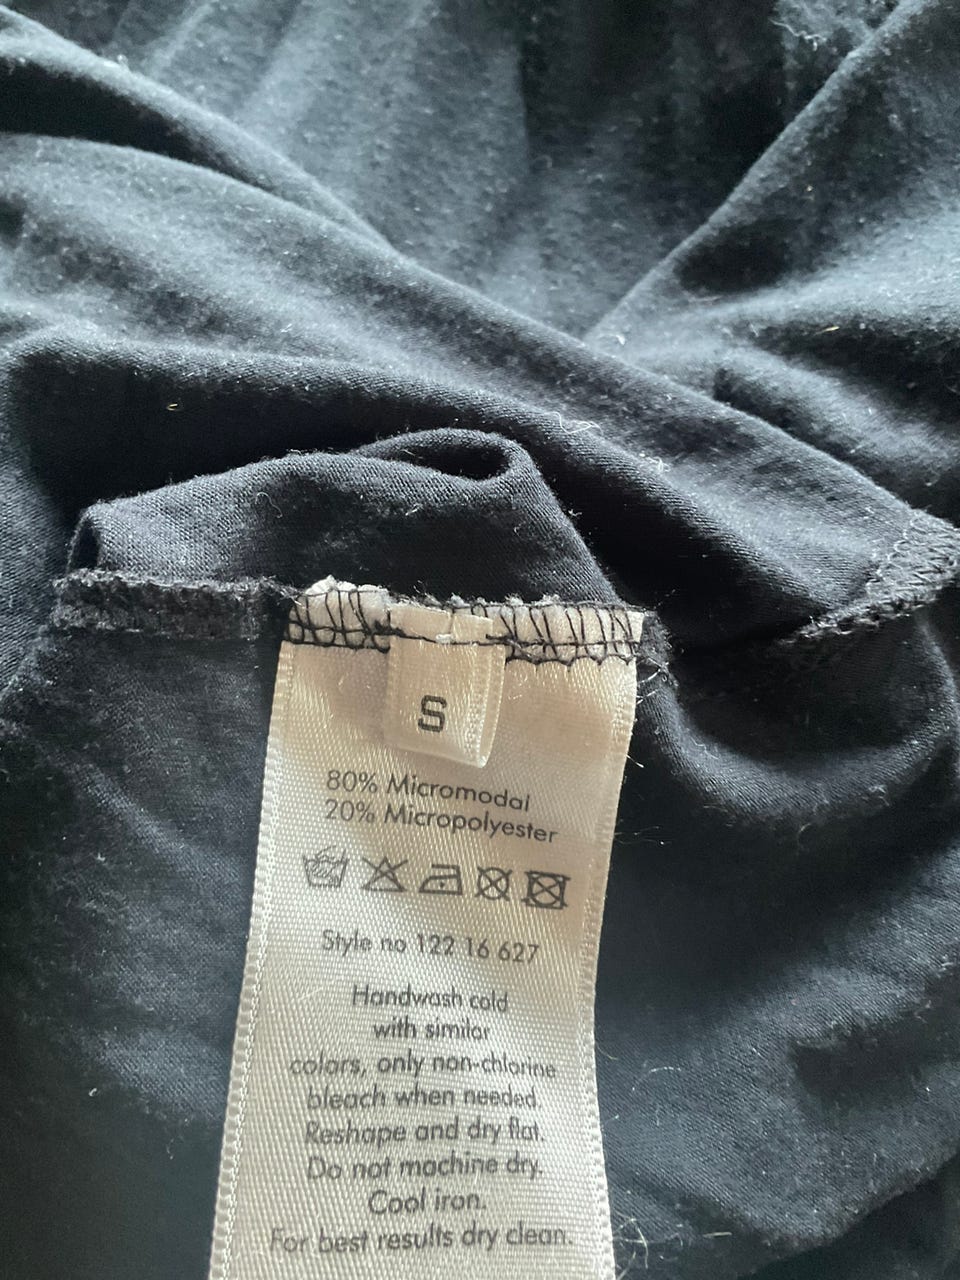 S
80% Micromodal
20% Micropolyester
Style no 122 16 627
Handwash cold
with similar
colors, only non-chlorine
bleach when needed.
Reshape and dry flat.
Do not machine dry.
Cool iron.
For best results dry clean.